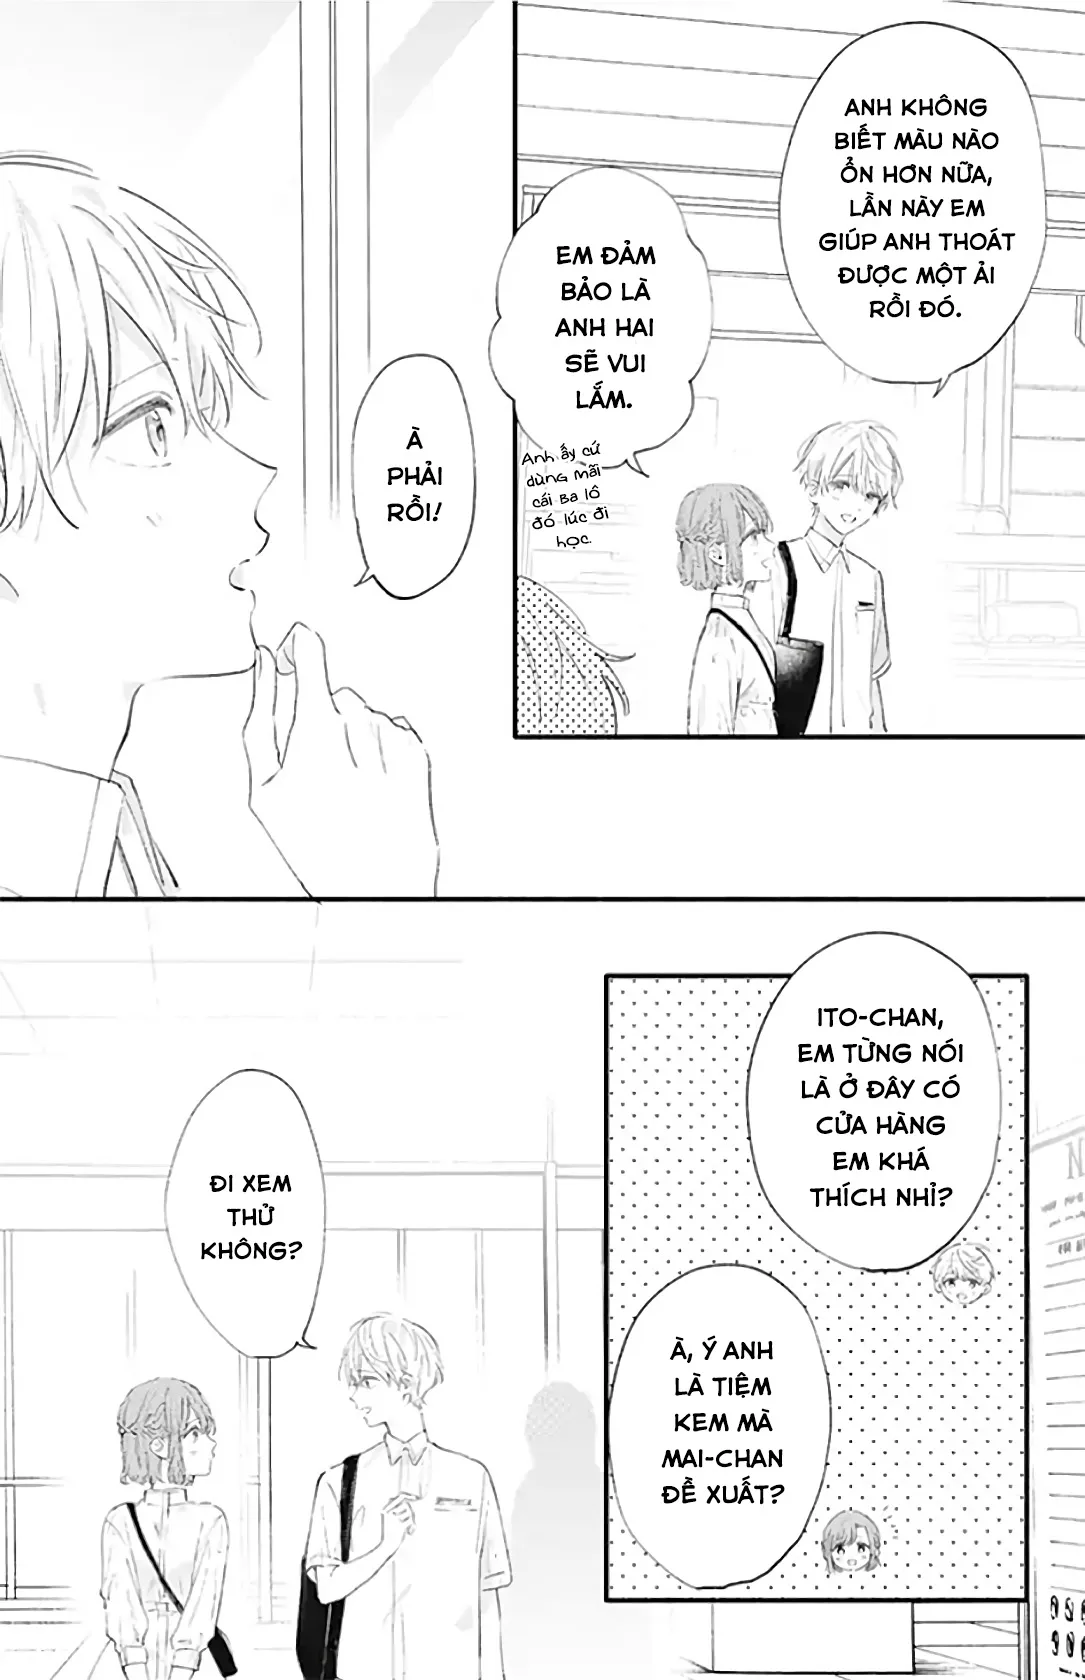 ANH KHÔNG
BIẾT MÀU NÀO
ỔN HƠN NỮA,
LẦN NÀY EM
GIÚP ANH THOÁT
ĐƯỢC MỘT ẢI
RỒI ĐÓ.
EM ĐẢM
BẢO LÀ
ANH HAI
SẼ VUI
LẮM.
Anh ấy cứ
dùng mãi
cái ba lô
đó lúc đi
học
À
PHẢI
RỒI!
ITO-CHAN,
EM TỪNG NÓI
LÀ Ở ĐÂY CÓ
CỬA HÀNG
EM KHÁ
THÍCH NHỈ?
À, Ý ANH
LÀ TIỆM
KEM MÀ
MAI-CHAN
ĐỀ XUẤT?
ĐI XEM
THỬ
KHÔNG?